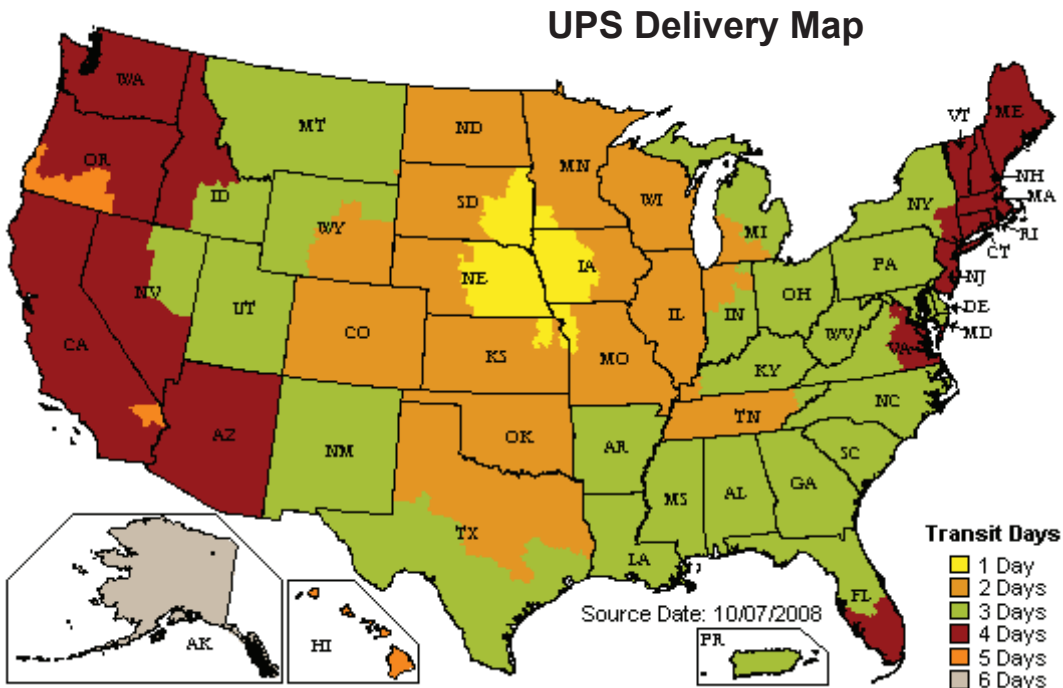 UPS Delivery Map
WA
MT
ND
MN
VT
ME
OR
ID
SD
WI
NY
NH
MA
WY
MI
RI
CT
NE
IA
PA
NJ
NV
UT
CO
IL
IN
OH
DE
WV
MD
CA
KS
MO
KY
VA
AZ
NM
OK
AR
TN
NC
SC
MS
AL
GA
TX
LA
FL
AK
HI
PR
Source Date: 10/07/2008
Transit Days
1 Day
2 Days
3 Days
4 Days
5 Days
6 Days